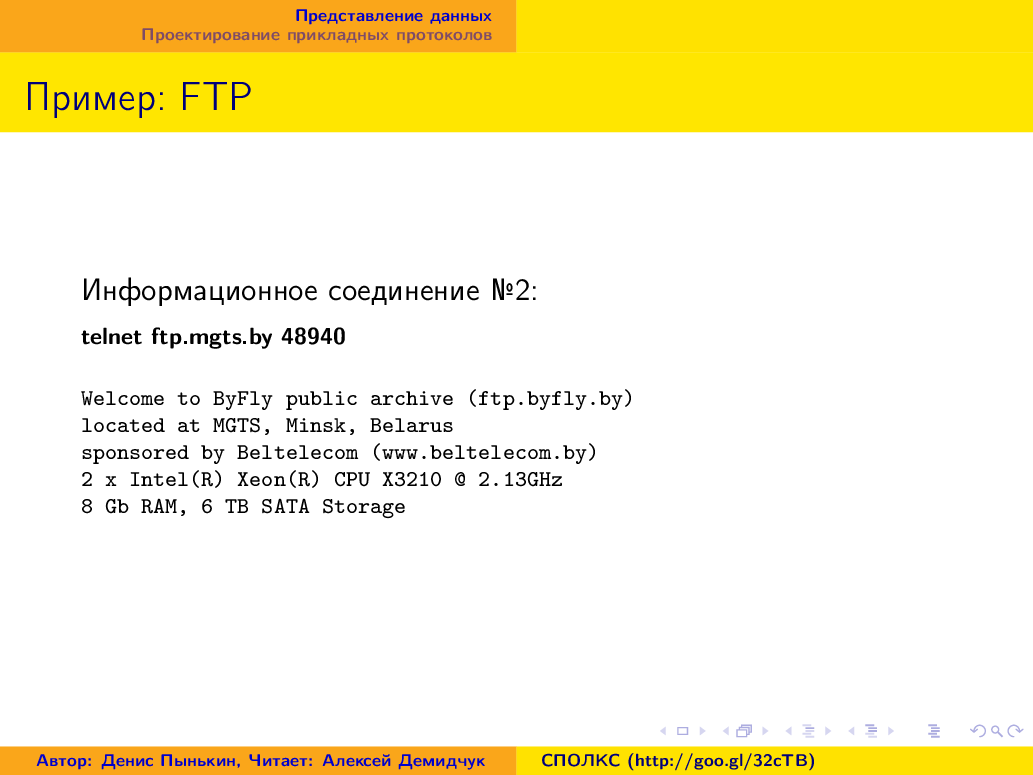 Представление данных
Проектирование прикладных протоколов
Пример: FTP
Информационное соединение №2:
telnet ftp.mgts.by 48940
Welcome to ByFly public archive (ftp.byfly.by)
located at MGTS, Minsk, Belarus
sponsored by Beltelecom (www.beltelecom.by)
2 x Intel(R) Xeon(R) CPU X3210 @ 2.13GHz
8 Gb RAM, 6 TB SATA Storage
Автор: Денис Пынькин, Читает: Алексей Демидчук
СПОЛКС (http://goo.gl/32cTB)